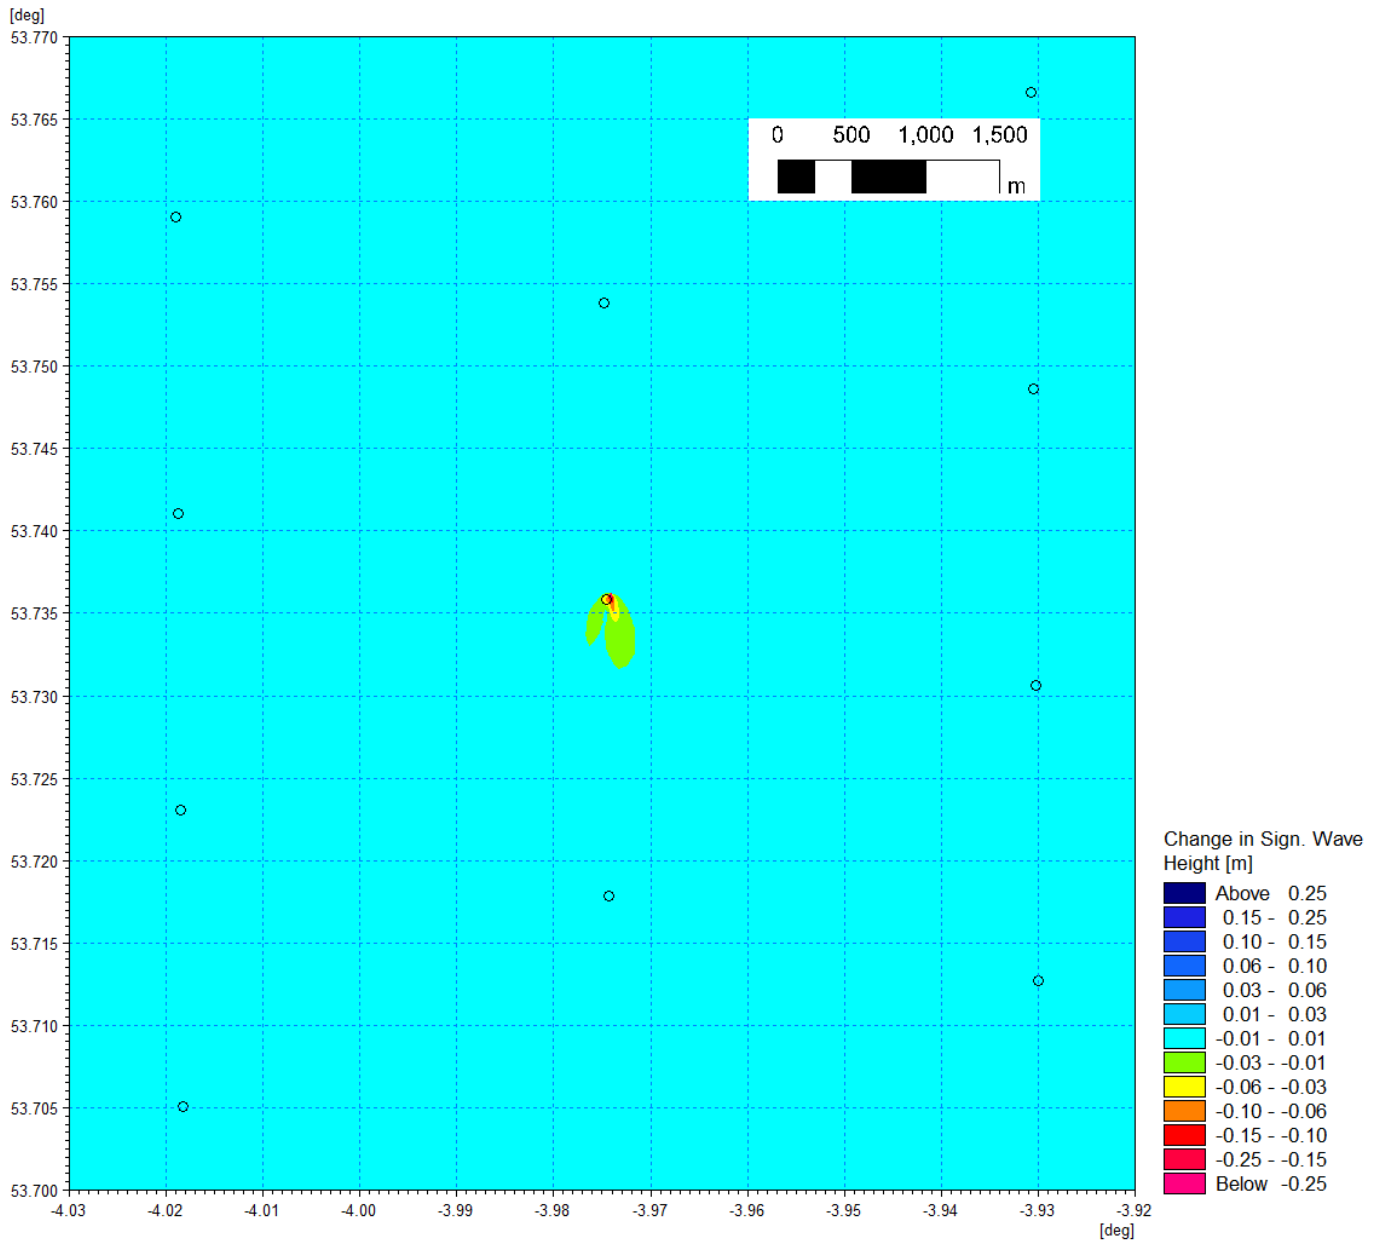 [deg]
53.770
53.765
53.760
53.755
53.750
53.745
53.740
53.735
53.730
53.725
53.720
53.715
53.710
53.705
53.700
0 500 1,000 1,500
m
-4.03 -4.02 -4.01 -4.00 -3.99 -3.98 -3.97 -3.96 -3.95 -3.94 -3.93 -3.92
[deg]
Change in Sign. Wave
Height [m]
Above 0.25
0.15 - 0.25
0.10 - 0.15
0.06 - 0.10
0.03 - 0.06
0.01 - 0.03
-0.01 - 0.01
-0.03 - -0.01
-0.06 - -0.03
-0.10 - -0.06
-0.15 - -0.10
-0.25 - -0.15
Below -0.25